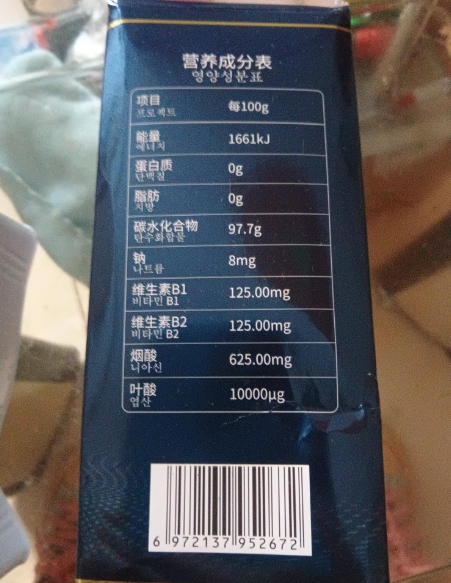 营养成分表
영양성분표
项目 每100g
프로젝트
能量 1661kJ
에너지
蛋白质 0g
단백질
脂肪 0g
지방
碳水化合物 97.7g
탄수화합물
钠 8mg
나트륨
维生素B1 125.00mg
비타민 B1
维生素B2 125.00mg
비타민 B2
烟酸 625.00mg
니아신
叶酸 10000μg
엽산
6 972137 952672